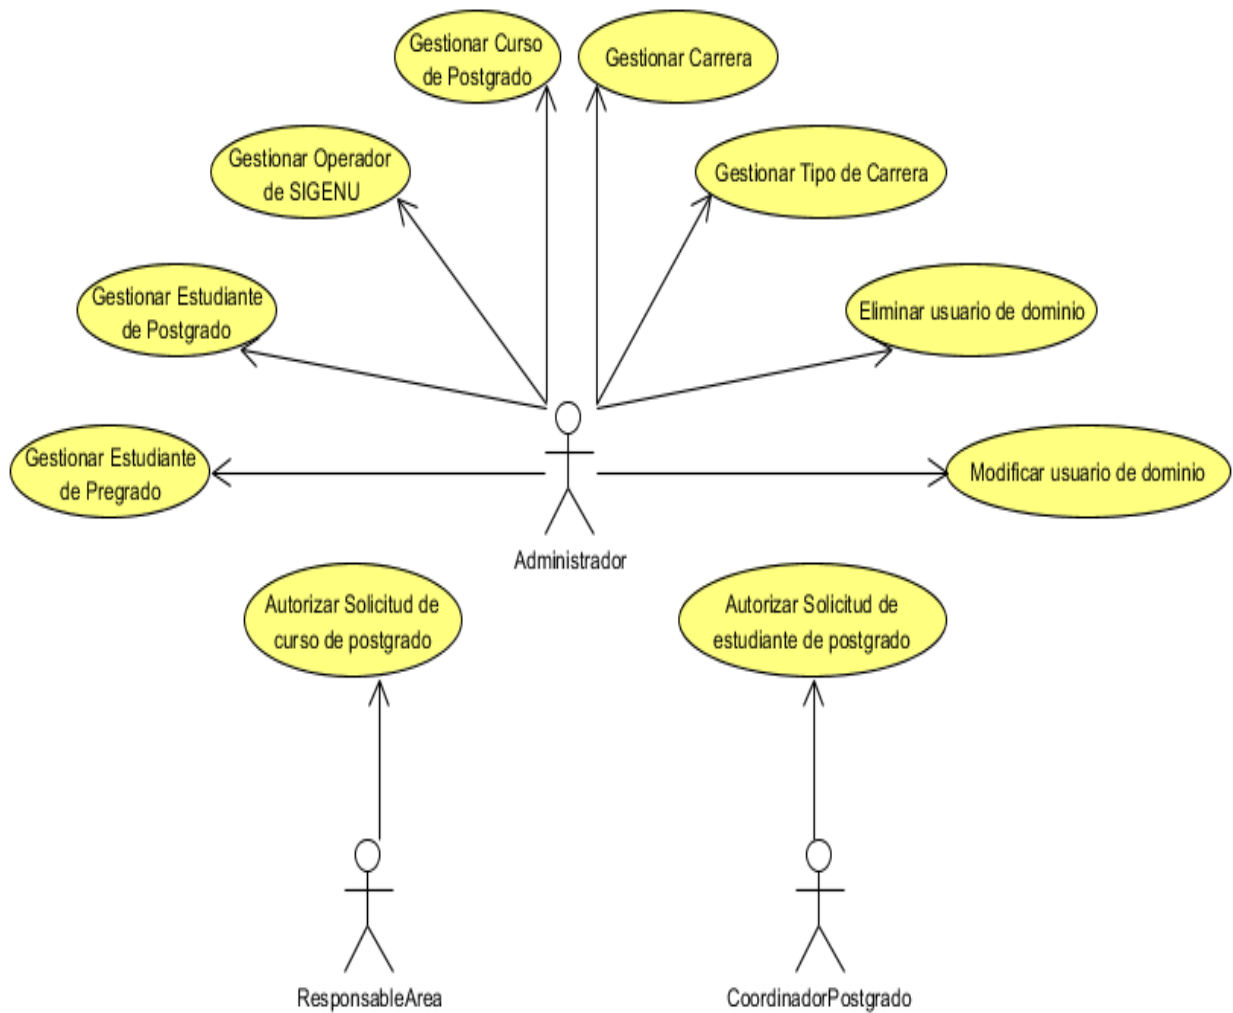 Gestionar Curso
de Postgrado
Gestionar Carrera
Gestionar Operador
de SIGENU
Gestionar Tipo de Carrera
Gestionar Estudiante
de Postgrado
Eliminar usuario de dominio
Gestionar Estudiante
de Pregrado
Modificar usuario de dominio
Administrador
Autorizar Solicitud de
curso de postgrado
Autorizar Solicitud de
estudiante de postgrado
ResponsableArea
CoordinadorPostgrado